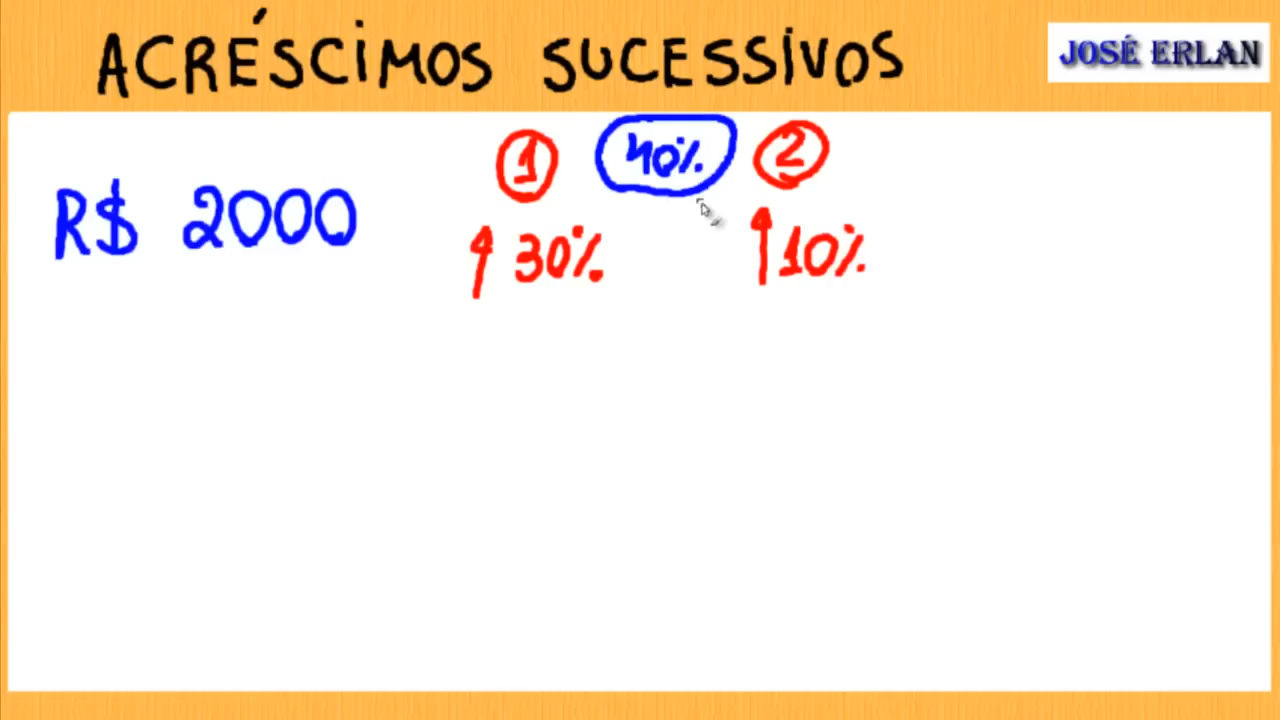 ACRÉSCIMOS SUCESSIVOS
JOSÉ ERLAN
1 40% 2
R$ 2000
↑ 30% ↑ 10%